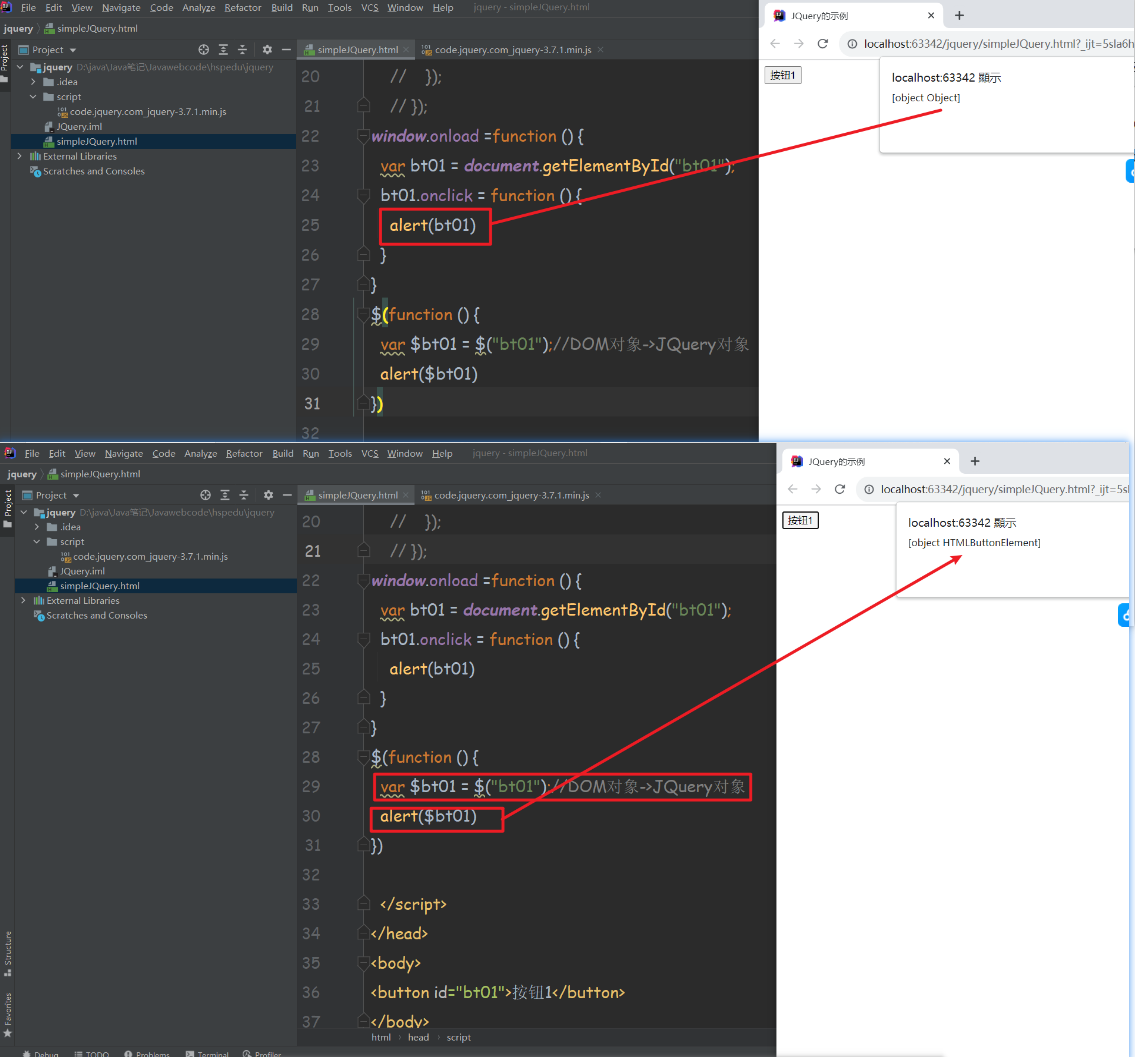 File Edit View Navigate Code Analyze Refactor Build Run Tools VCS Window Help jquery - simpleJQuery.html
jquery simpleJQuery.html
Project
Project
jquery D:\java\Java笔记\Javawebcode\hspedu\jquery
.idea
script
code.jquery.com_jquery-3.7.1.min.js
JQuery.iml
simpleJQuery.html
External Libraries
Scratches and Consoles
simpleJQuery.html code.jquery.com_jquery-3.7.1.min.js
20 // });
21 // });
22 window.onload =function () {
23 var bt01 = document.getElementById("bt01");
24 bt01.onclick = function () {
25 alert(bt01)
26 }
27 }
28 $(function () {
29 var $bt01 = $("bt01");//DOM对象->JQuery对象
30 alert($bt01)
31 })
32
JQuery的示例
localhost:63342/jquery/simpleJQuery.html?_ijt=5sla6h
按钮1
localhost:63342 顯示
[object Object]
File Edit View Navigate Code Analyze Refactor Build Run Tools VCS Window Help jquery - simpleJQuery.html
jquery simpleJQuery.html
Project
Project
jquery D:\java\Java笔记\Javawebcode\hspedu\jquery
.idea
script
code.jquery.com_jquery-3.7.1.min.js
JQuery.iml
simpleJQuery.html
External Libraries
Scratches and Consoles
simpleJQuery.html code.jquery.com_jquery-3.7.1.min.js
20 // });
21 // });
22 window.onload =function () {
23 var bt01 = document.getElementById("bt01");
24 bt01.onclick = function () {
25 alert(bt01)
26 }
27 }
28 $(function () {
29 var $bt01 = $("bt01");//DOM对象->JQuery对象
30 alert($bt01)
31 })
32
33 </script>
34 </head>
35 <body>
36 <button id="bt01">按钮1</button>
37 </body>
html head script
Structure
Favorites
Debug TODO Problems Terminal Profiler
JQuery的示例
localhost:63342/jquery/simpleJQuery.html?_ijt=5sl
按钮1
localhost:63342 顯示
[object HTMLButtonElement]